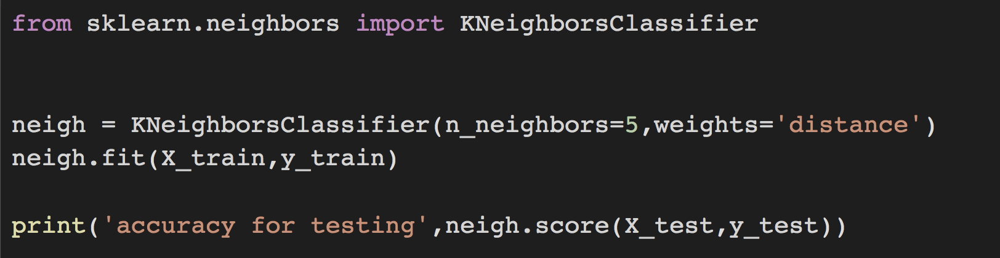 from sklearn.neighbors import KNeighborsClassifier
neigh = KNeighborsClassifier(n_neighbors=5,weights='distance')
neigh.fit(X_train,y_train)
print('accuracy for testing',neigh.score(X_test,y_test))